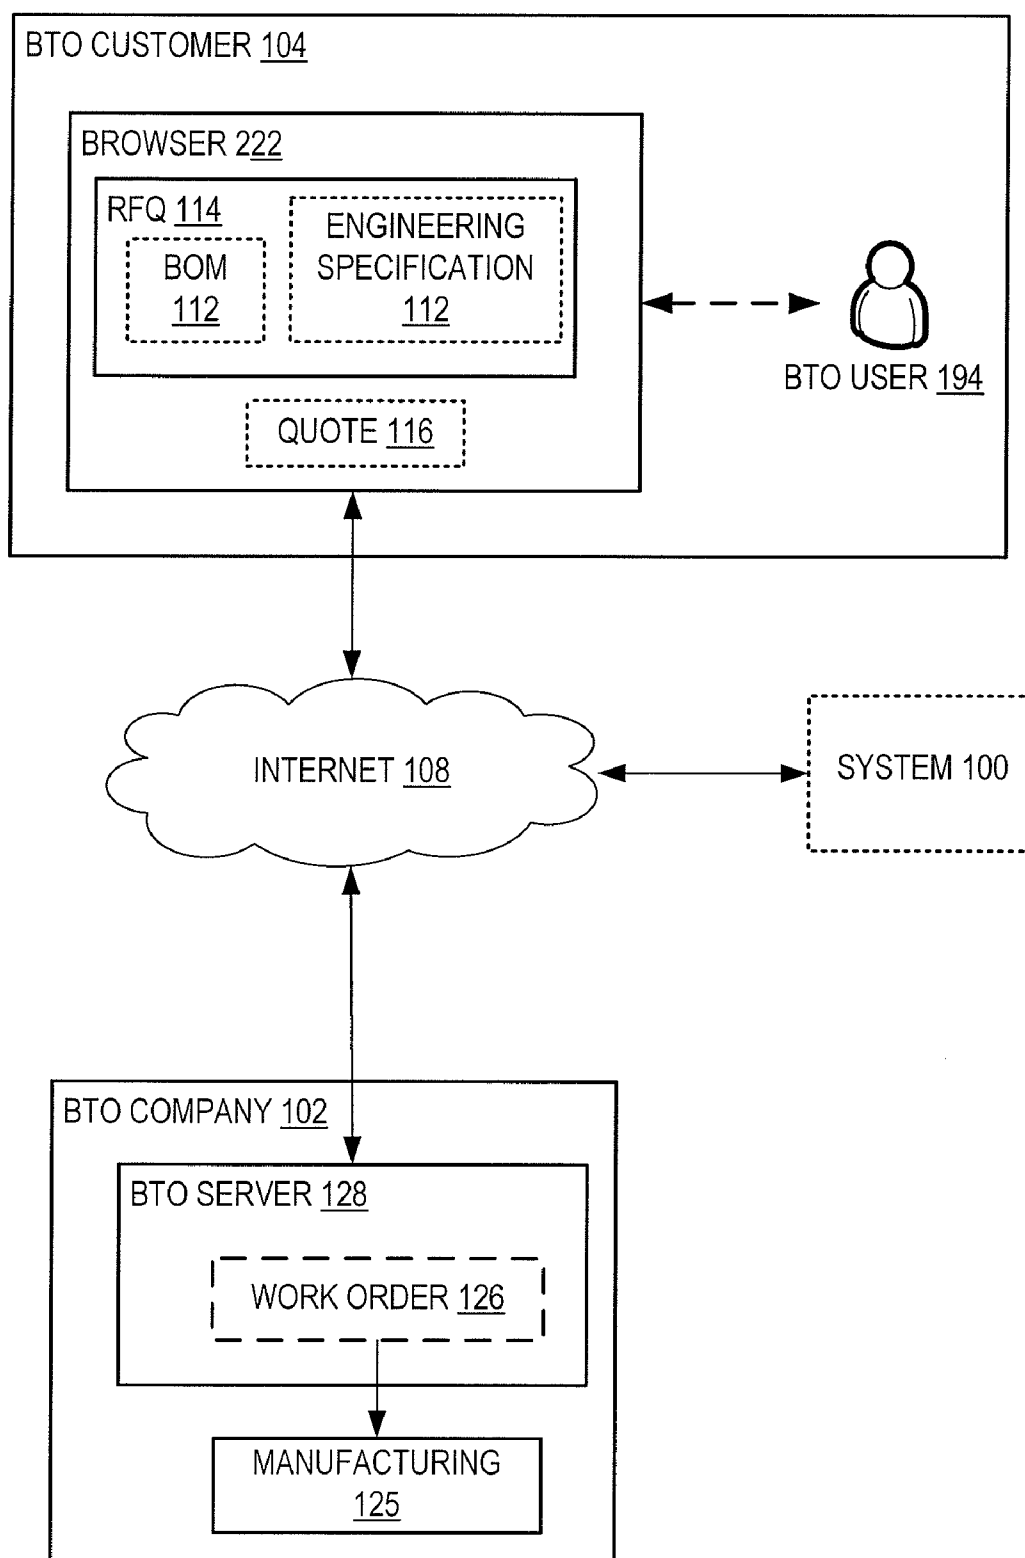 BTO CUSTOMER 104
BROWSER 222
RFQ 114
BOM
112
ENGINEERING
SPECIFICATION
112
QUOTE 116
BTO USER 194
INTERNET 108
SYSTEM 100
BTO COMPANY 102
BTO SERVER 128
WORK ORDER 126
MANUFACTURING
125